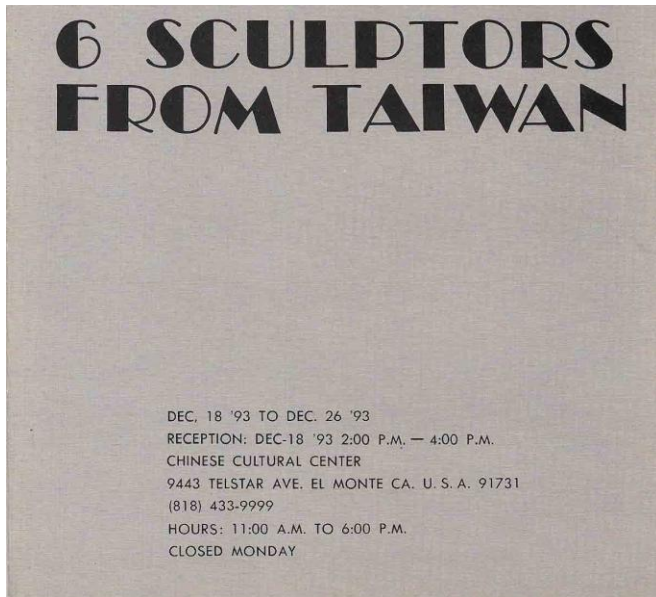 6 SCULPTORS
FROM TAIWAN
DEC, 18 '93 TO DEC. 26 '93
RECEPTION: DEC-18 '93 2:00 P.M. — 4:00 P.M.
CHINESE CULTURAL CENTER
9443 TELSTAR AVE. EL MONTE CA. U. S. A. 91731
(818) 433-9999
HOURS: 11:00 A.M. TO 6:00 P.M.
CLOSED MONDAY